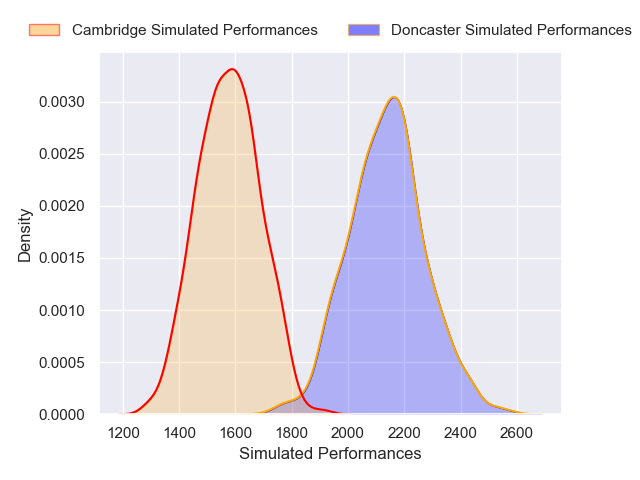 Cambridge Simulated Performances Doncaster Simulated Performances
0.0030
0.0025
0.0020
0.0015
0.0010
0.0005
0.0000
Density
1200 1400 1600 1800 2000 2200 2400 2600
Simulated Performances